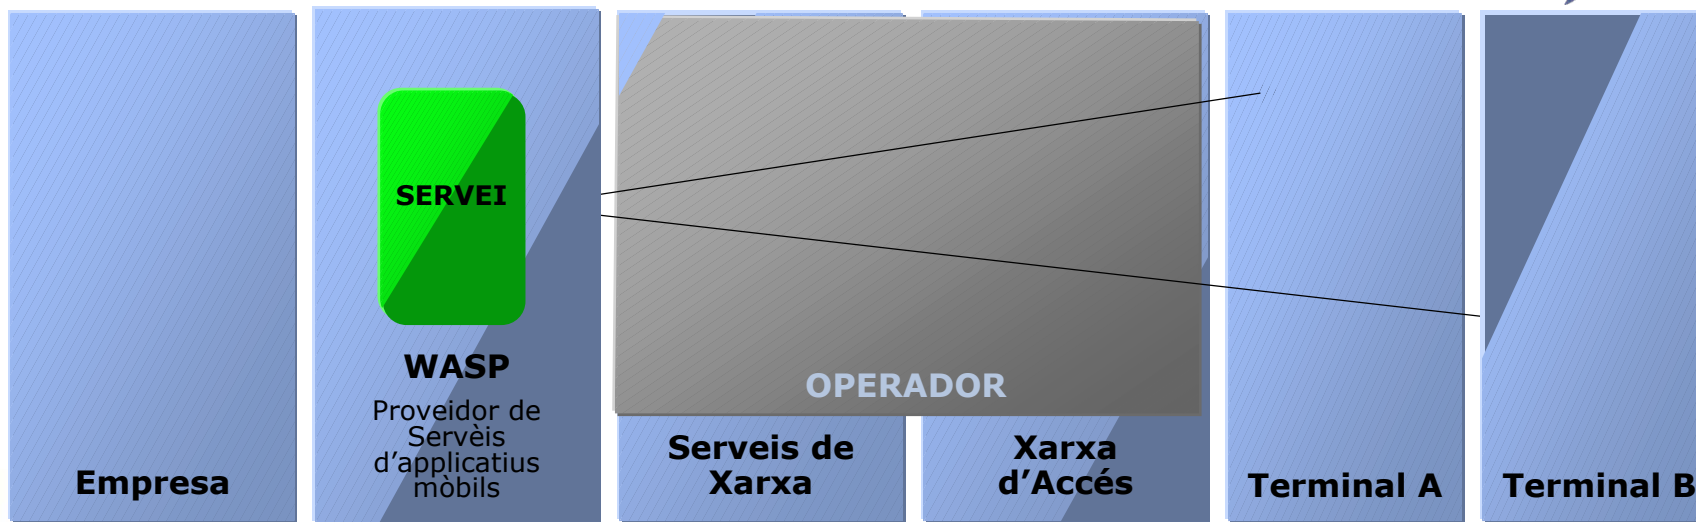 SERVEI
WASP
Proveidor de
Servèis
d’applicatius
mòbils
OPERADOR
Empresa
Serveis de
Xarxa
Xarxa
d’Accés
Terminal A
Terminal B